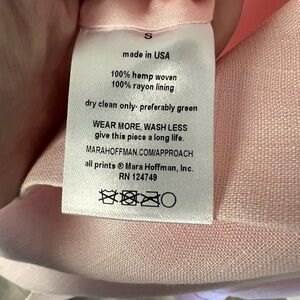 S
made in USA
100% hemp woven
100% rayon lining
dry clean only- preferably green
WEAR MORE, WASH LESS
give this piece a long life.
MARAHOFFMAN.COM/APPROACH
all prints ® Mara Hoffman, Inc.
RN 124749